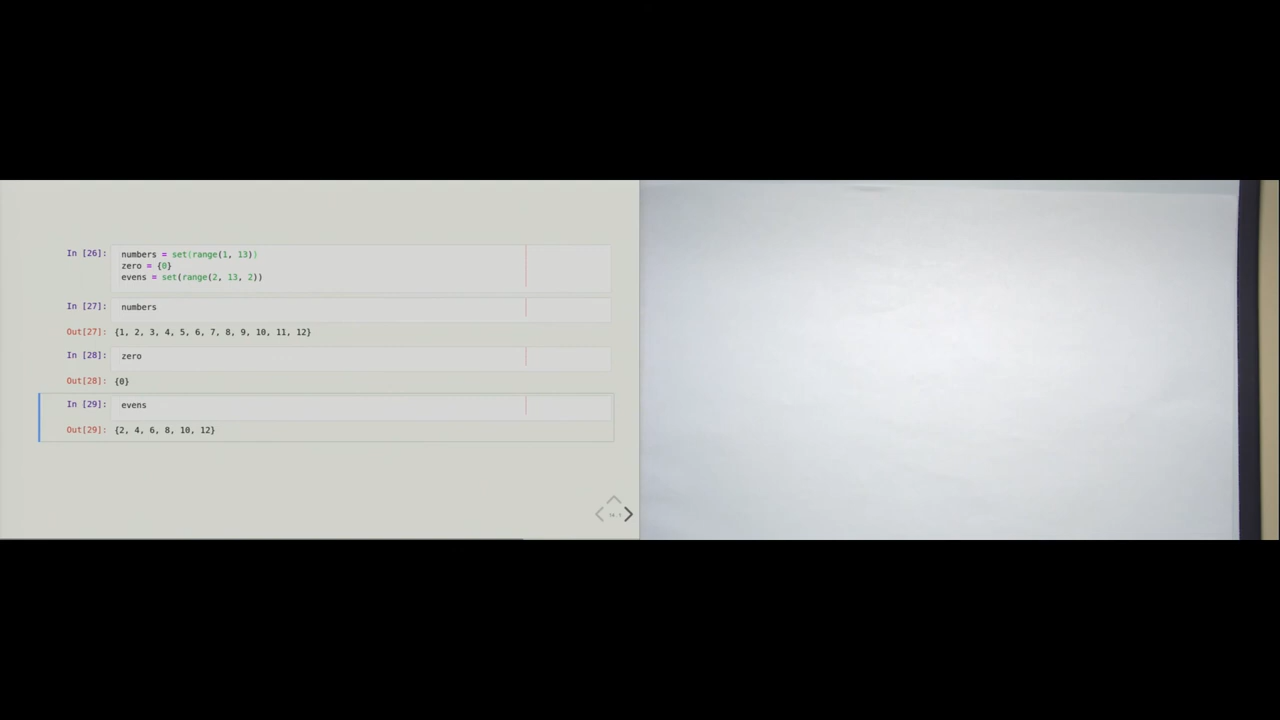 In [26]: numbers = set(range(1, 13))
zero = {0}
evens = set(range(2, 13, 2))
In [27]: numbers
Out[27]: {1, 2, 3, 4, 5, 6, 7, 8, 9, 10, 11, 12}
In [28]: zero
Out[28]: {0}
In [29]: evens
Out[29]: {2, 4, 6, 8, 10, 12}